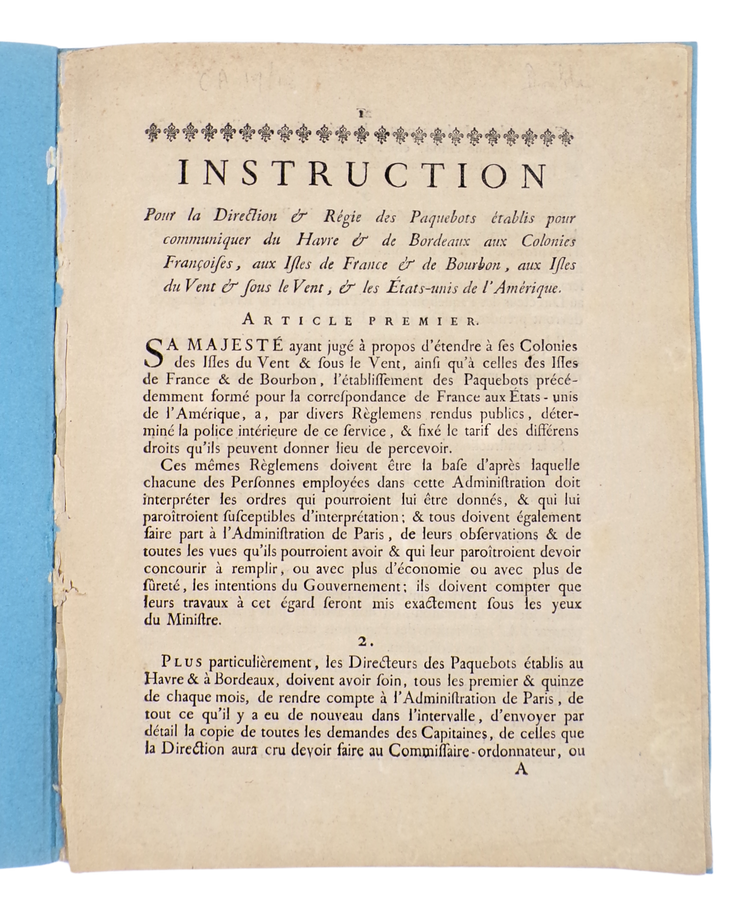 1
INSTRUCTION
Pour la Direction & Régie des Paquebots établis pour
communiquer du Havre & de Bordeaux aux Colonies
Françoiſes, aux Iſles de France & de Bourbon, aux Iſles
du Vent & ſous le Vent, & les États-unis de l'Amérique.
ARTICLE PREMIER.
SA MAJESTÉ ayant jugé à propos d'étendre à ſes Colonies
des Iſles du Vent & ſous le Vent, ainſi qu'à celles des Iſles
de France & de Bourbon, l'établiſſement des Paquebots précé-
demment formé pour la correſpondance de France aux États-unis
de l'Amérique, a, par divers Règlemens rendus publics, déter-
miné la police intérieure de ce ſervice, & fixé le tarif des différens
droits qu'ils peuvent donner lieu de percevoir.
Ces mêmes Règlemens doivent être la baſe d'après laquelle
chacune des Perſonnes employées dans cette Adminiſtration doit
interpréter les ordres qui pourroient lui être donnés, & qui lui
paroîtroient ſuſceptibles d'interprétation; & tous doivent également
faire part à l'Adminiſtration de Paris, de leurs obſervations & de
toutes les vues qu'ils pourroient avoir & qui leur paroîtroient devoir
concourir à remplir, ou avec plus d'économie ou avec plus de
ſûreté, les intentions du Gouvernement; ils doivent compter que
leurs travaux à cet égard ſeront mis exactement ſous les yeux
du Miniſtre.
2.
PLUS particulièrement, les Directeurs des Paquebots établis au
Havre & à Bordeaux, doivent avoir ſoin, tous les premier & quinze
de chaque mois, de rendre compte à l'Adminiſtration de Paris, de
tout ce qu'il y a eu de nouveau dans l'intervalle, d'envoyer par
détail la copie de toutes les demandes des Capitaines, de celles que
la Direction aura cru devoir faire au Commiſſaire-ordonnateur, ou
A